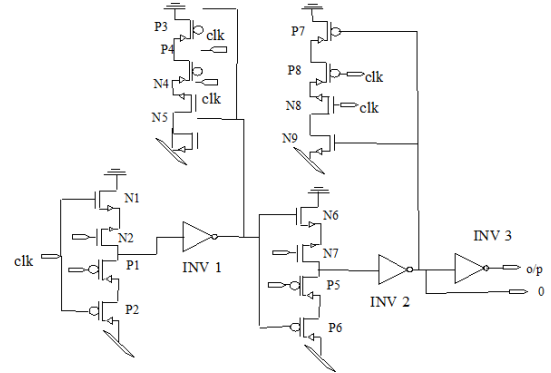 P3
clk
P4
N4
clk
N5
P7
P8
clk
N8
clk
N9
N1
N2
clk
P1
P2
INV 1
N6
N7
P5
P6
INV 2
INV 3
o/p
0